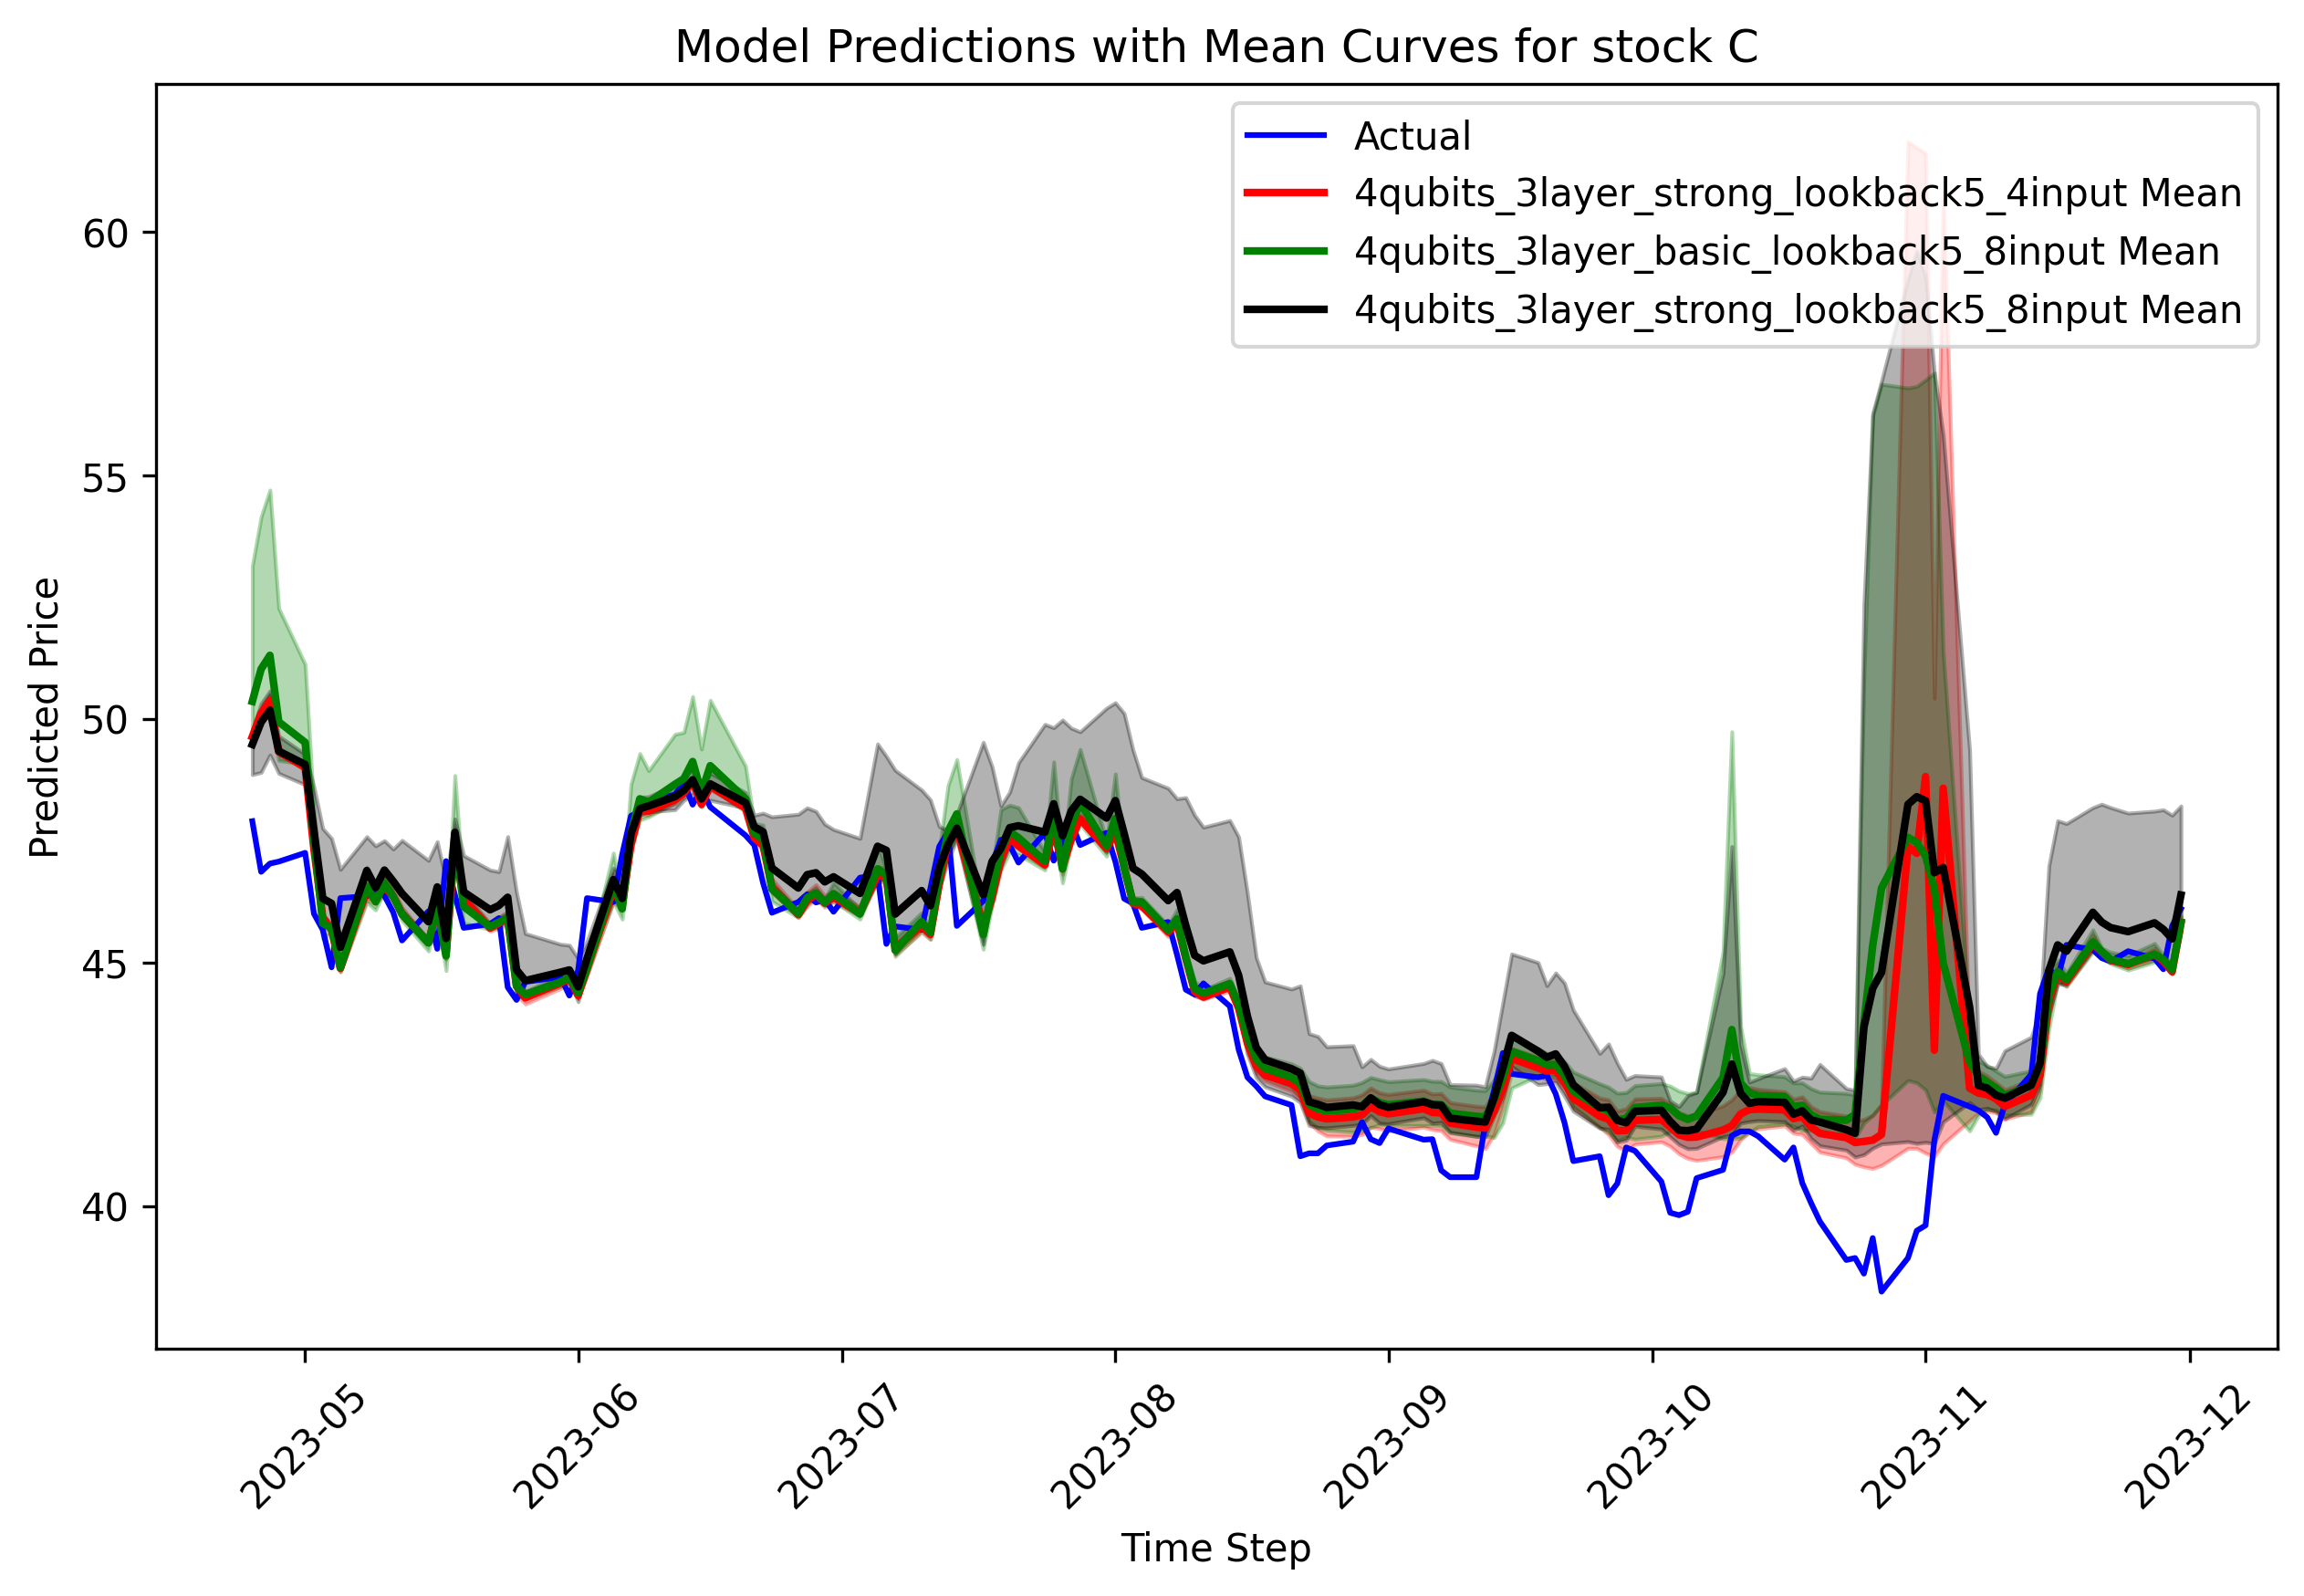 Model Predictions with Mean Curves for stock C
Actual
4qubits_3layer_strong_lookback5_4input Mean
4qubits_3layer_basic_lookback5_8input Mean
4qubits_3layer_strong_lookback5_8input Mean
Predicted Price
60
55
50
45
40
2023-05
2023-06
2023-07
2023-08
2023-09
2023-10
2023-11
2023-12
Time Step